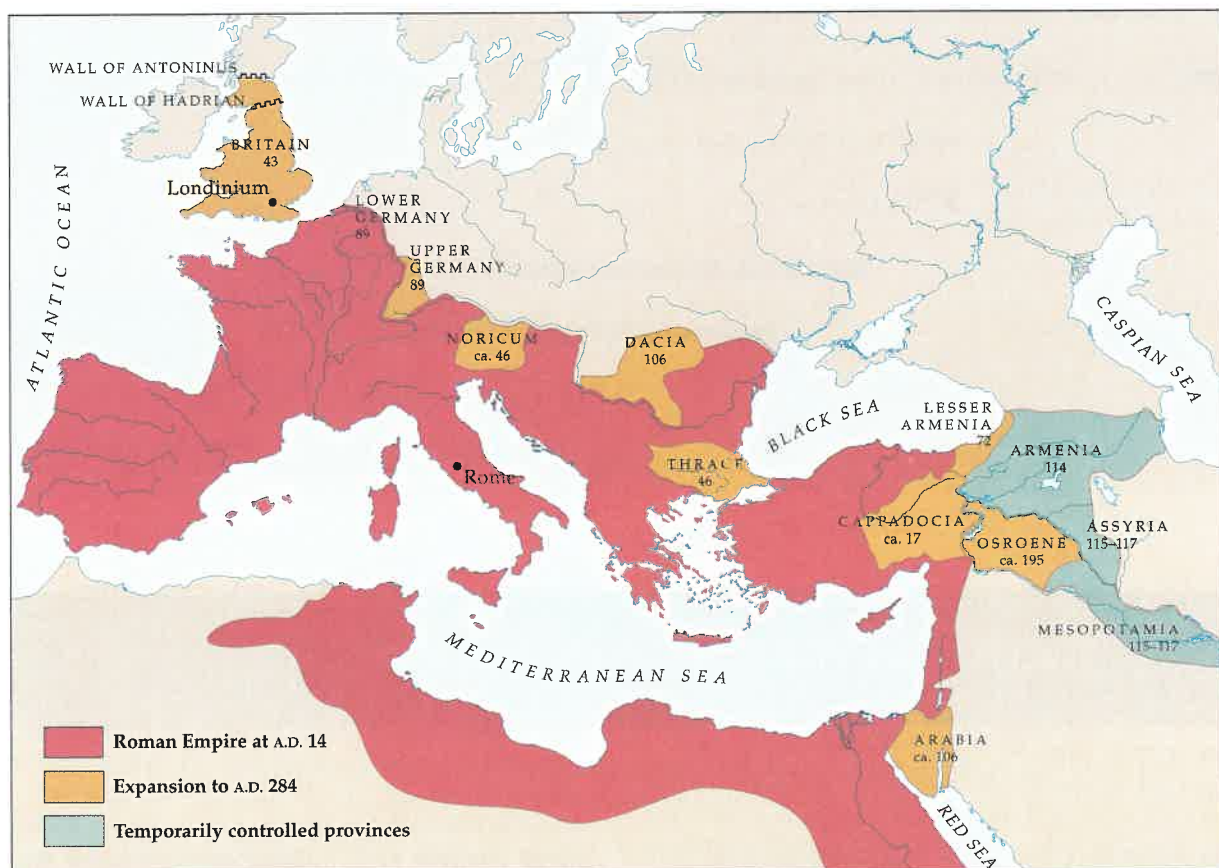 WALL OF ANTONINUS
WALL OF HADRIAN
BRITAIN
43
Londinium
ATLANTIC OCEAN
LOWER
GERMANY
89
UPPER
GERMANY
89
NORICUM
ca. 46
DACIA
106
CASPIAN SEA
BLACK SEA
LESSER
ARMENIA
72
ARMENIA
114
THRACE
46
Rome
CAPPADOCIA
ca. 17
OSROENE
ca. 195
ASSYRIA
115–117
MESOPOTAMIA
115–117
MEDITERRANEAN SEA
ARABIA
ca. 106
RED SEA
Roman Empire at A.D. 14
Expansion to A.D. 284
Temporarily controlled provinces